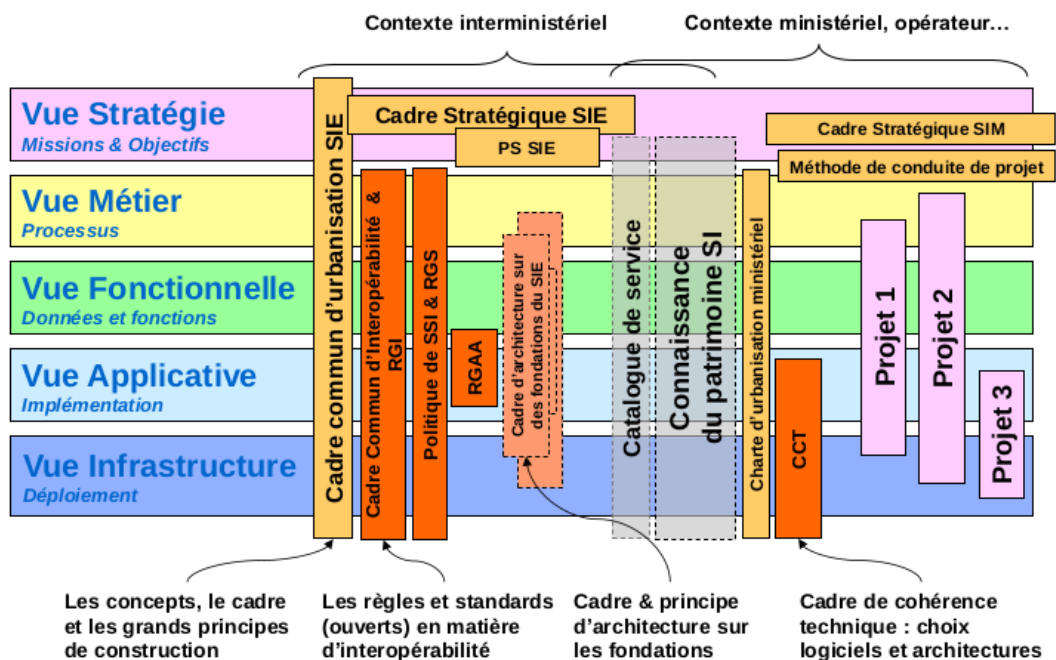 Contexte interministériel
Contexte ministériel, opérateur…
Vue Stratégie
Missions & Objectifs
Cadre Stratégique SIE
PS SIE
Cadre Stratégique SIM
Méthode de conduite de projet
Vue Métier
Processus
Vue Fonctionnelle
Données et fonctions
Vue Applicative
Implémentation
Vue Infrastructure
Déploiement
Cadre commun d'urbanisation SIE
Cadre Commun d'Interopérabilité &
RGI
Politique de SSI & RGS
RGAA
Cadre d'architecture sur
des fondations du SIE
Catalogue de service
Connaissance
du patrimoine SI
Charte d'urbanisation ministériel
CCT
Projet 1
Projet 2
Projet 3
Les concepts, le cadre
et les grands principes
de construction
Les règles et standards
(ouverts) en matière
d'interopérabilité
Cadre & principe
d'architecture sur
les fondations
Cadre de cohérence
technique : choix
logiciels et architectures